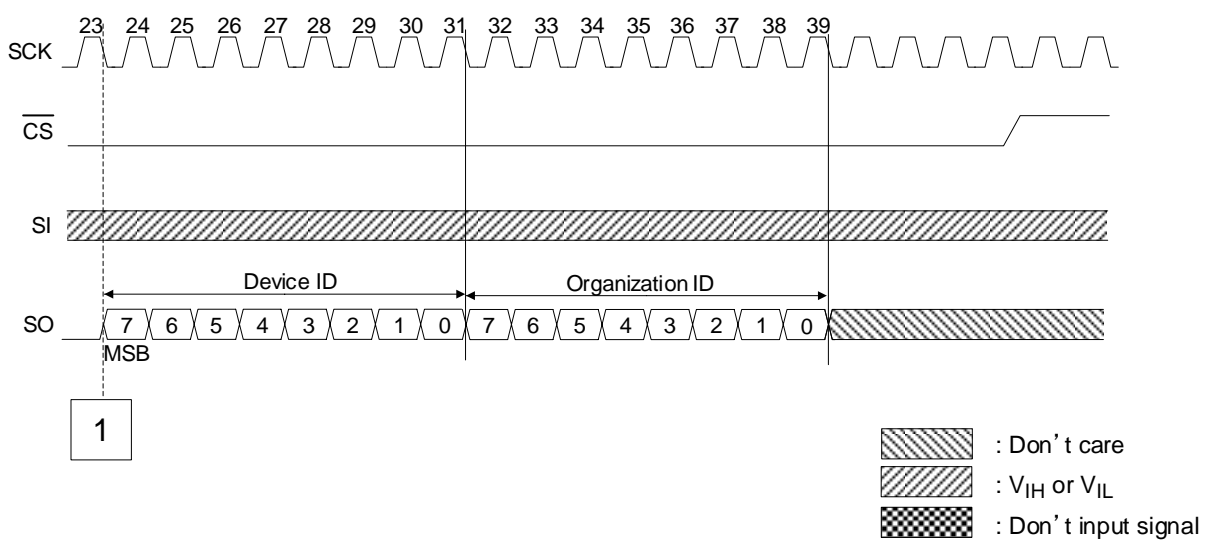 23 24 25 26 27 28 29 30 31 32 33 34 35 36 37 38 39
SCK
CS
SI
Device ID Organization ID
SO 7 6 5 4 3 2 1 0 7 6 5 4 3 2 1 0
MSB
1
: Don't care
: VIH or VIL
: Don't input signal